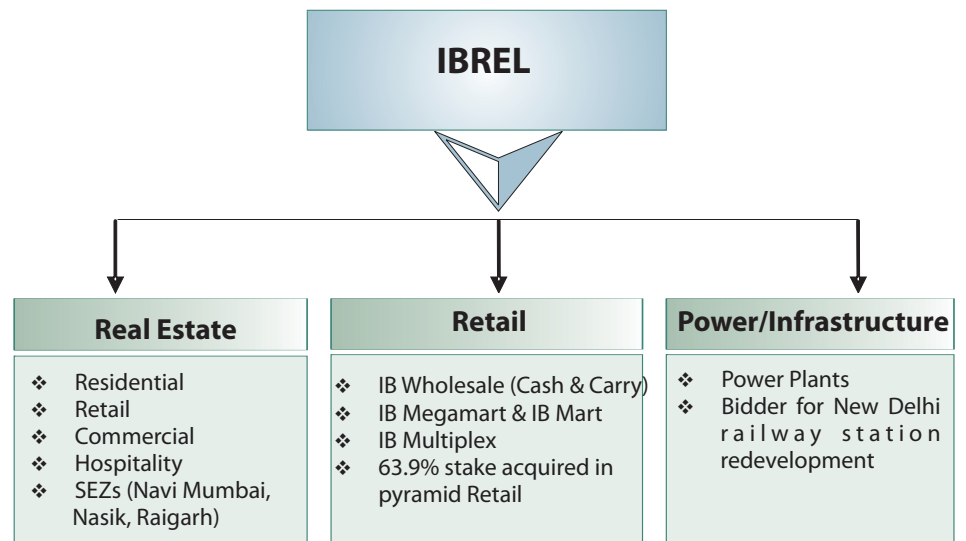 IBREL
Real Estate
❖ Residential
❖ Retail
❖ Commercial
❖ Hospitality
❖ SEZs (Navi Mumbai,
Nasik, Raigarh)
Retail
❖ IB Wholesale (Cash & Carry)
❖ IB Megamart & IB Mart
❖ IB Multiplex
❖ 63.9% stake acquired in
pyramid Retail
Power/Infrastructure
❖ Power Plants
❖ Bidder for New Delhi
railway station
redevelopment